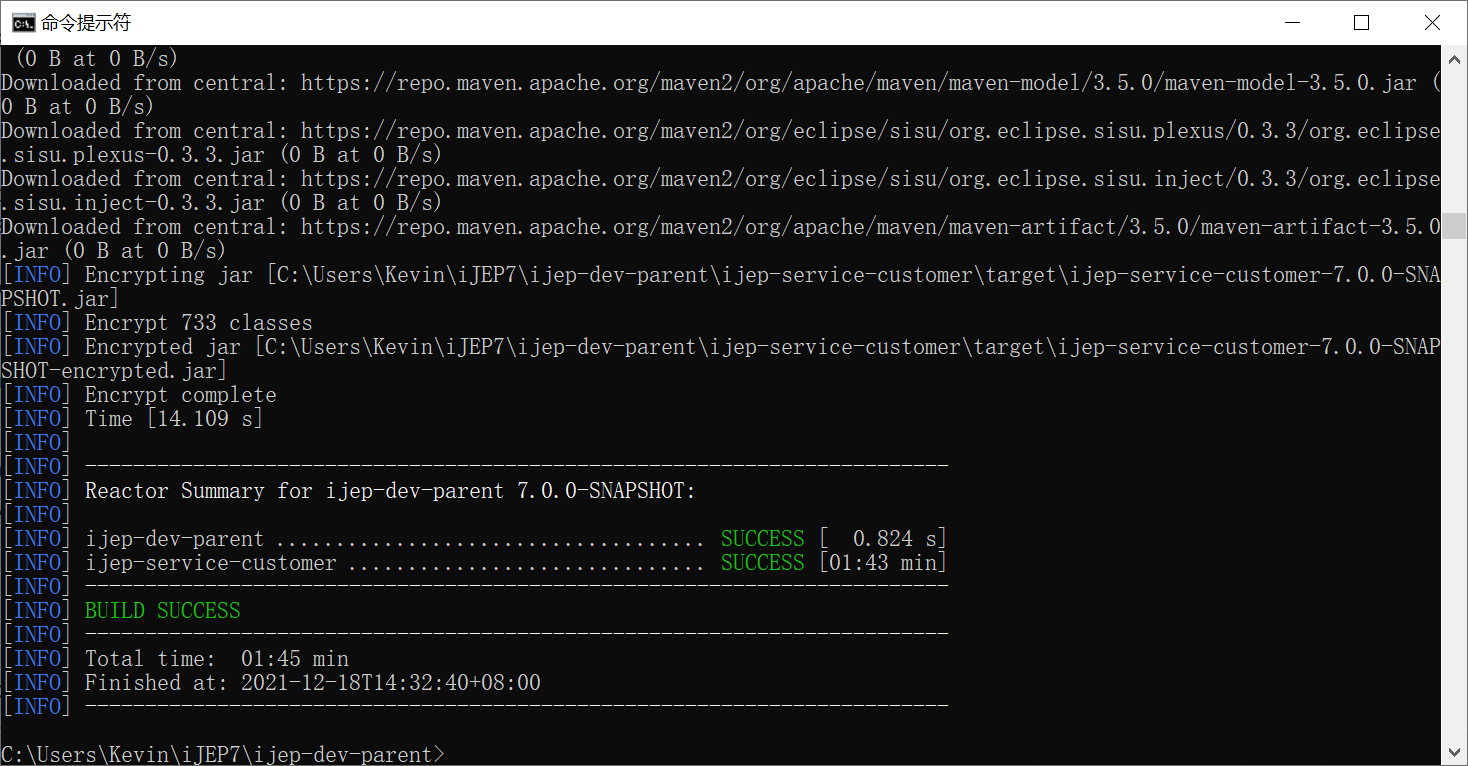 命令提示符
(0 B at 0 B/s)
Downloaded from central: https://repo.maven.apache.org/maven2/org/apache/maven/maven-model/3.5.0/maven-model-3.5.0.jar (
0 B at 0 B/s)
Downloaded from central: https://repo.maven.apache.org/maven2/org/eclipse/sisu/org.eclipse.sisu.plexus/0.3.3/org.eclipse
.sisu.plexus-0.3.3.jar (0 B at 0 B/s)
Downloaded from central: https://repo.maven.apache.org/maven2/org/eclipse/sisu/org.eclipse.sisu.inject/0.3.3/org.eclipse
.sisu.inject-0.3.3.jar (0 B at 0 B/s)
Downloaded from central: https://repo.maven.apache.org/maven2/org/apache/maven/maven-artifact/3.5.0/maven-artifact-3.5.0
.jar (0 B at 0 B/s)
[INFO] Encrypting jar [C:\Users\Kevin\iJEP7\ijep-dev-parent\ijep-service-customer\target\ijep-service-customer-7.0.0-SNA
PSHOT.jar]
[INFO] Encrypt 733 classes
[INFO] Encrypted jar [C:\Users\Kevin\iJEP7\ijep-dev-parent\ijep-service-customer\target\ijep-service-customer-7.0.0-SNAP
SHOT-encrypted.jar]
[INFO] Encrypt complete
[INFO] Time [14.109 s]
[INFO]
[INFO] ------------------------------------------------------------------------
[INFO] Reactor Summary for ijep-dev-parent 7.0.0-SNAPSHOT:
[INFO]
[INFO] ijep-dev-parent .................................... SUCCESS [  0.824 s]
[INFO] ijep-service-customer .............................. SUCCESS [01:43 min]
[INFO] ------------------------------------------------------------------------
[INFO] BUILD SUCCESS
[INFO] ------------------------------------------------------------------------
[INFO] Total time:  01:45 min
[INFO] Finished at: 2021-12-18T14:32:40+08:00
[INFO] ------------------------------------------------------------------------
C:\Users\Kevin\iJEP7\ijep-dev-parent>